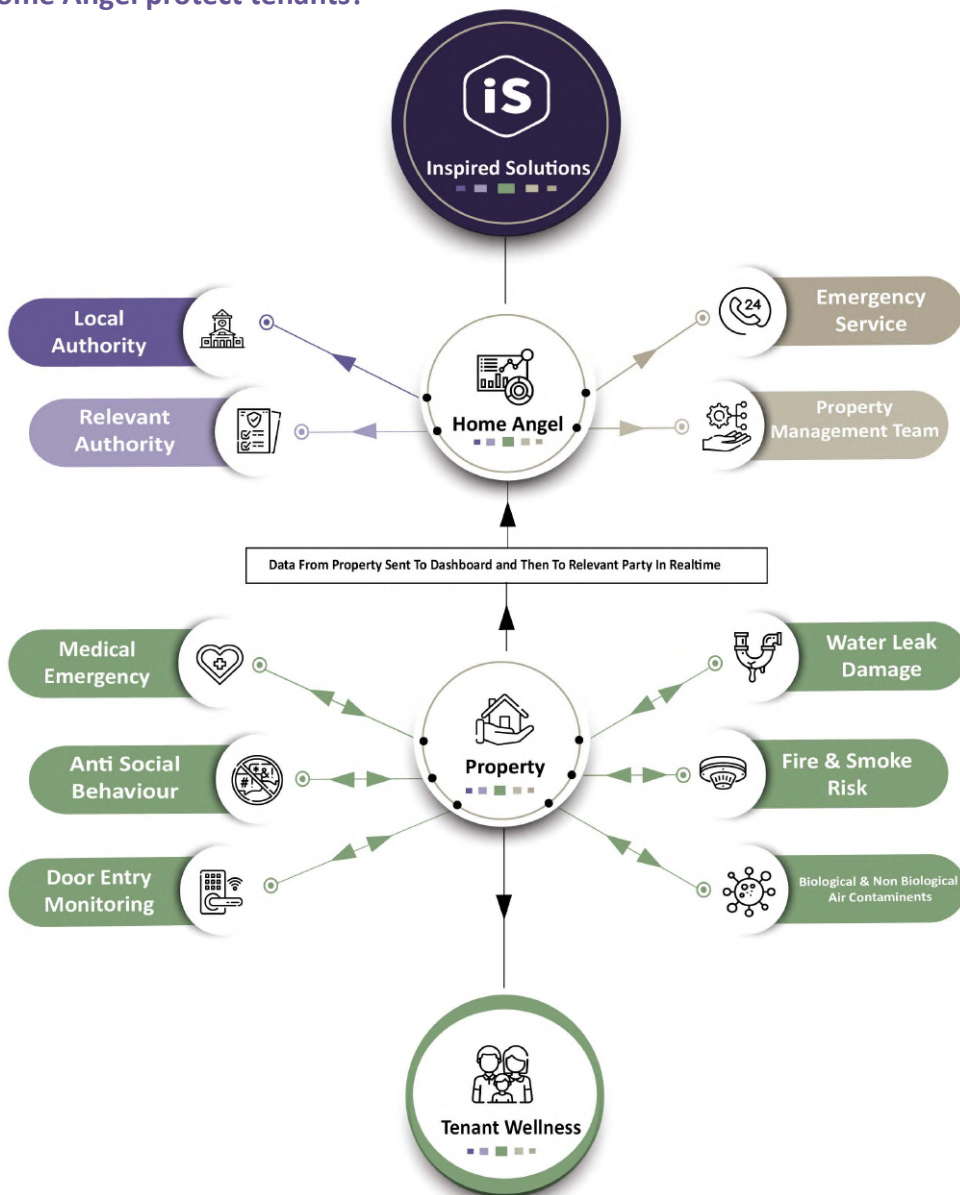 ome Angel protect tenants?
iS
Inspired Solutions
Local
Authority
Emergency
Service
24
Relevant
Authority
Home Angel
Property
Management Team
Data From Property Sent To Dashboard and Then To Relevant Party In Realtime
Medical
Emergency
Water Leak
Damage
Anti Social
Behaviour
#!*&!
Property
Fire & Smoke
Risk
Door Entry
Monitoring
Biological & Non Biological
Air Contaminents
Tenant Wellness